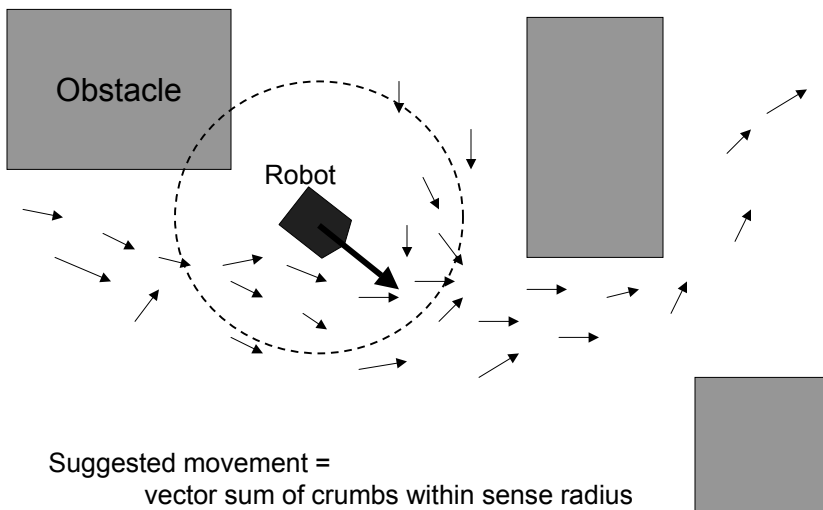 Obstacle
Robot
Suggested movement =
vector sum of crumbs within sense radius